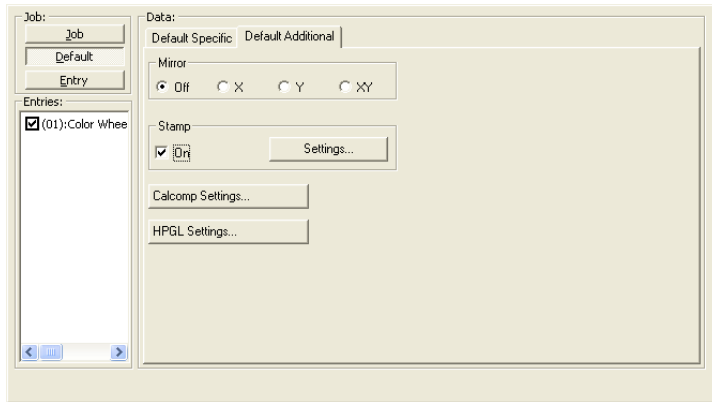 Job:
Job
Default
Entry
Entries:
(01):Color Whee
Data:
Default Specific Default Additional
Mirror
Off X Y XY
Stamp
On Settings...
Calcomp Settings...
HPGL Settings...